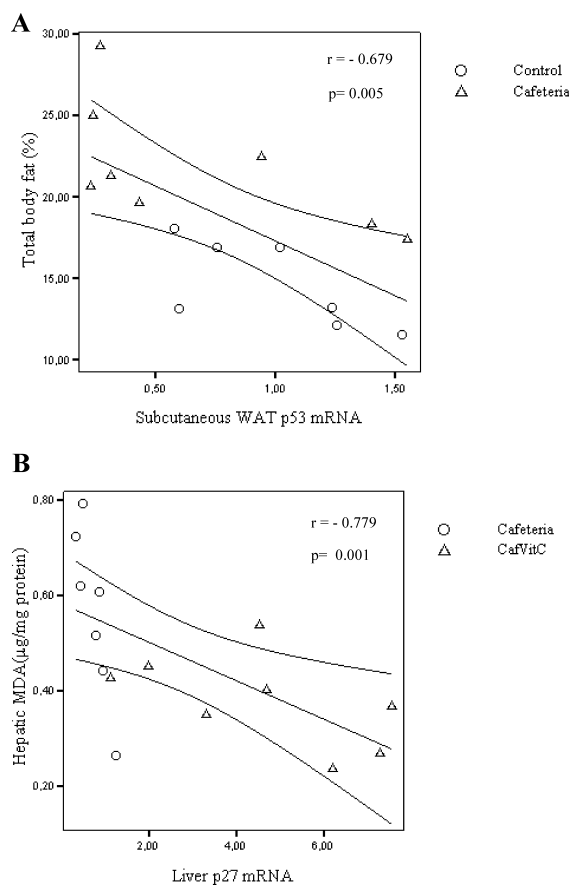 A
30,00
25,00
20,00
15,00
10,00
Total body fat (%)
r = - 0.679
p= 0.005
Control
Cafeteria
0,50
1,00
1,50
Subcutaneous WAT p53 mRNA
B
0,80
0,60
0,40
0,20
Hepatic MDA(μg/mg protein)
r = - 0.779
p= 0.001
Cafeteria
CafVitC
2,00
4,00
6,00
Liver p27 mRNA